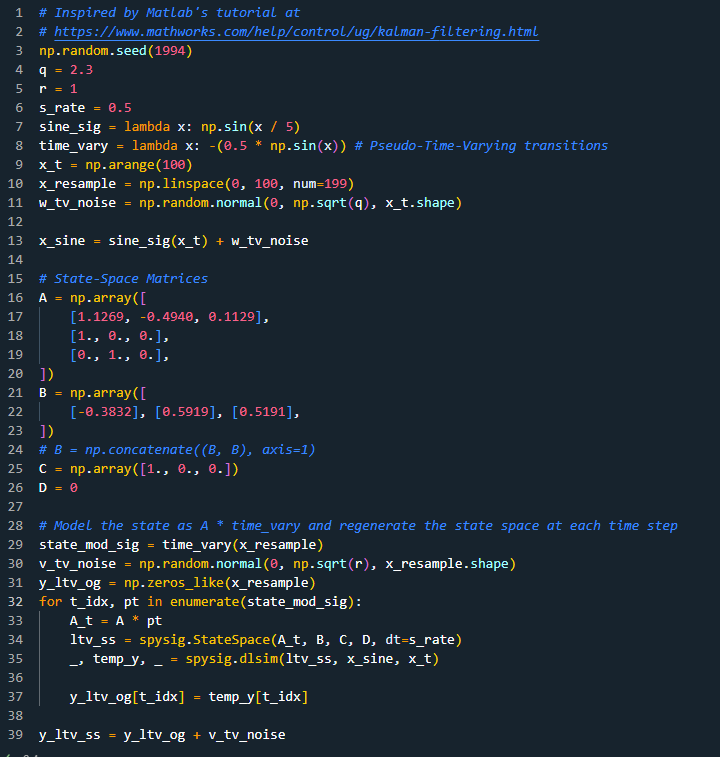 1 # Inspired by Matlab's tutorial at
2 # https://www.mathworks.com/help/control/ug/kalman-filtering.html
3 np.random.seed(1994)
4 q = 2.3
5 r = 1
6 s_rate = 0.5
7 sine_sig = lambda x: np.sin(x / 5)
8 time_vary = lambda x: -(0.5 * np.sin(x)) # Pseudo-Time-Varying transitions
9 x_t = np.arange(100)
10 x_resample = np.linspace(0, 100, num=199)
11 w_tv_noise = np.random.normal(0, np.sqrt(q), x_t.shape)
12
13 x_sine = sine_sig(x_t) + w_tv_noise
14
15 # State-Space Matrices
16 A = np.array([
17     [1.1269, -0.4940, 0.1129],
18     [1., 0., 0.],
19     [0., 1., 0.],
20 ])
21 B = np.array([
22     [-0.3832], [0.5919], [0.5191],
23 ])
24 # B = np.concatenate((B, B), axis=1)
25 C = np.array([1., 0., 0.])
26 D = 0
27
28 # Model the state as A * time_vary and regenerate the state space at each time step
29 state_mod_sig = time_vary(x_resample)
30 v_tv_noise = np.random.normal(0, np.sqrt(r), x_resample.shape)
31 y_ltv_og = np.zeros_like(x_resample)
32 for t_idx, pt in enumerate(state_mod_sig):
33     A_t = A * pt
34     ltv_ss = spysig.StateSpace(A_t, B, C, D, dt=s_rate)
35     _, temp_y, _ = spysig.dlsim(ltv_ss, x_sine, x_t)
36
37     y_ltv_og[t_idx] = temp_y[t_idx]
38
39 y_ltv_ss = y_ltv_og + v_tv_noise